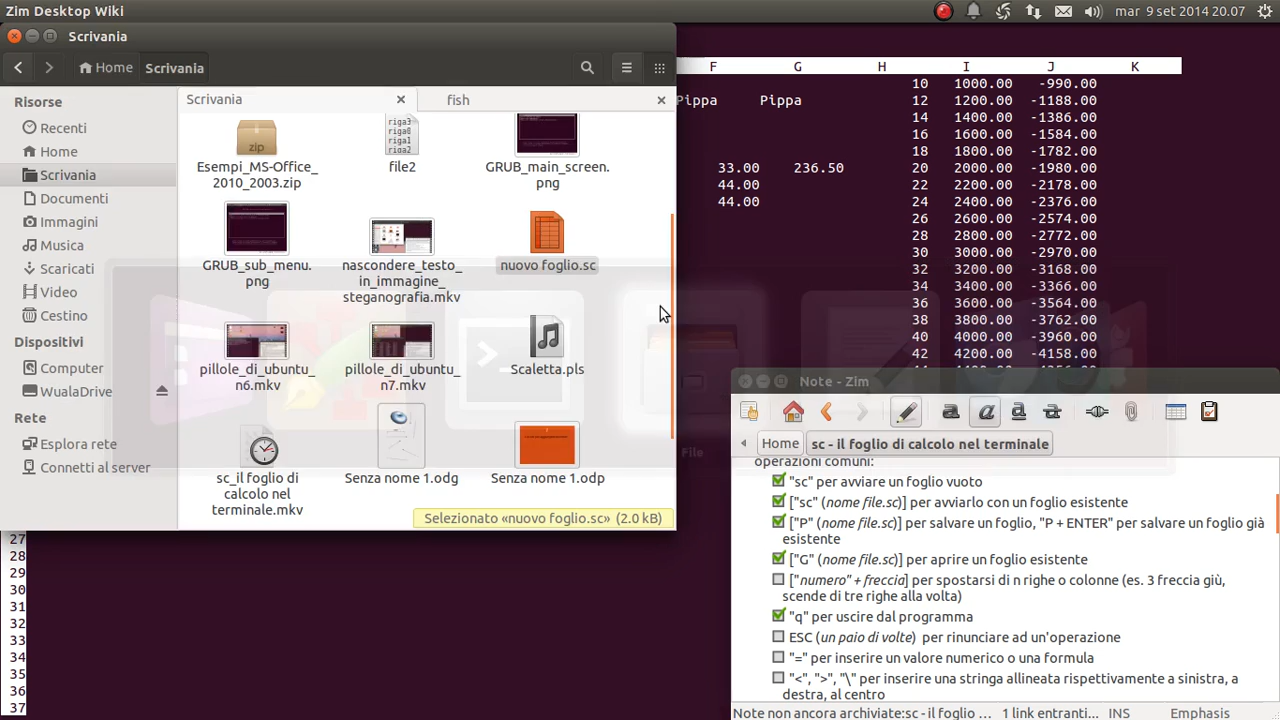 Zim Desktop Wiki
mar 9 set 2014 20.07
Scrivania
Home
Scrivania
Risorse
Recenti
Home
Scrivania
Documenti
Immagini
Musica
Scaricati
Video
Cestino
Dispositivi
Computer
WualaDrive
Rete
Esplora rete
Connetti al server
Scrivania
fish
zip
Esempi_MS-Office_
2010_2003.zip
riga3
riga0
riga1
riga2
file2
GRUB_main_screen.
png
GRUB_sub_menu.
png
nascondere_testo_
in_immagine_
steganografia.mkv
nuovo foglio.sc
pillole_di_ubuntu_
n6.mkv
pillole_di_ubuntu_
n7.mkv
Scaletta.pls
sc_il foglio di
calcolo nel
terminale.mkv
Senza nome 1.odg
Senza nome 1.odp
Selezionato «nuovo foglio.sc» (2.0 kB)
File
F G H I J K
10 1000.00 -990.00
Pippa Pippa 12 1200.00 -1188.00
14 1400.00 -1386.00
16 1600.00 -1584.00
18 1800.00 -1782.00
33.00 236.50 20 2000.00 -1980.00
44.00 22 2200.00 -2178.00
44.00 24 2400.00 -2376.00
26 2600.00 -2574.00
28 2800.00 -2772.00
30 3000.00 -2970.00
32 3200.00 -3168.00
34 3400.00 -3366.00
36 3600.00 -3564.00
38 3800.00 -3762.00
40 4000.00 -3960.00
42 4200.00 -4158.00
27
28
29
30
31
32
33
34
35
36
37
Note - Zim
Home
sc - il foglio di calcolo nel terminale
operazioni comuni:
"sc" per avviare un foglio vuoto
["sc" (nome file.sc)] per avviarlo con un foglio esistente
["P" (nome file.sc)] per salvare un foglio, "P + ENTER" per salvare un foglio già
esistente
["G" (nome file.sc)] per aprire un foglio esistente
["numero" + freccia] per spostarsi di n righe o colonne (es. 3 freccia giù,
scende di tre righe alla volta)
"q" per uscire dal programma
ESC (un paio di volte) per rinunciare ad un'operazione
"=" per inserire un valore numerico o una formula
"<", ">", "\" per inserire una stringa allineata rispettivamente a sinistra, a
destra, al centro
Note non ancora archiviate:sc - il foglio ...
1 link entranti...
INS
Emphasis